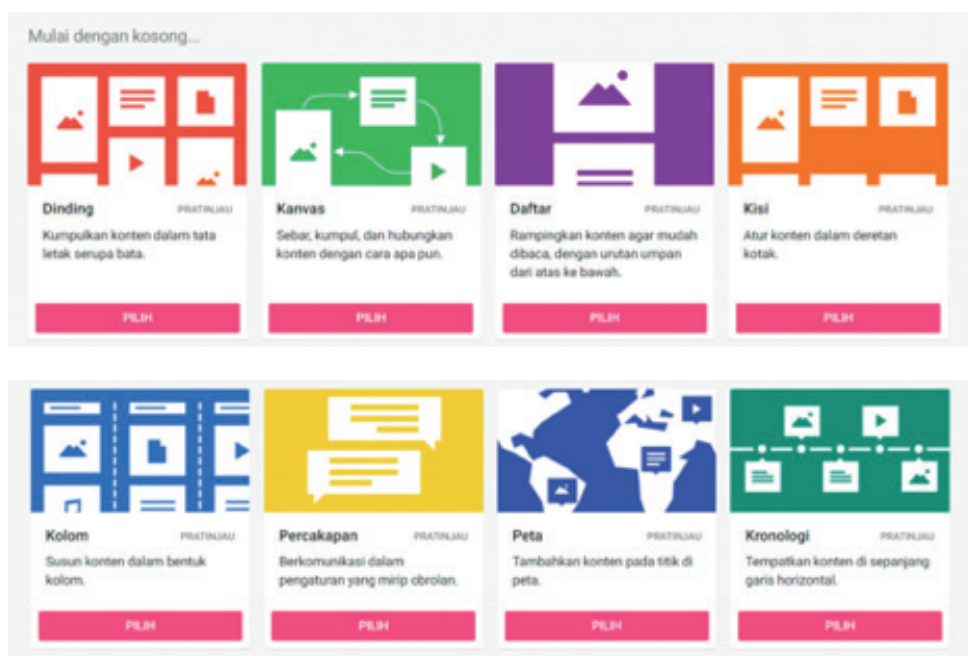 Mulai dengan kosong...
Dinding PRATINJAU
Kumpulkan konten dalam tata
letak serupa bata.
PILIH
Kanvas PRATINJAU
Sebar, kumpul, dan hubungkan
konten dengan cara apa pun.
PILIH
Daftar PRATINJAU
Rampingkan konten agar mudah
dibaca, dengan urutan umpan
dari atas ke bawah.
PILIH
Kisi PRATINJAU
Atur konten dalam deretan
kotak.
PILIH
Kolom PRATINJAU
Susun konten dalam bentuk
kolom.
PILIH
Percakapan PRATINJAU
Berkomunikasi dalam
pengaturan yang mirip obrolan.
PILIH
Peta PRATINJAU
Tambahkan konten pada titik di
peta.
PILIH
Kronologi PRATINJAU
Tempatkan konten di sepanjang
garis horizontal.
PILIH